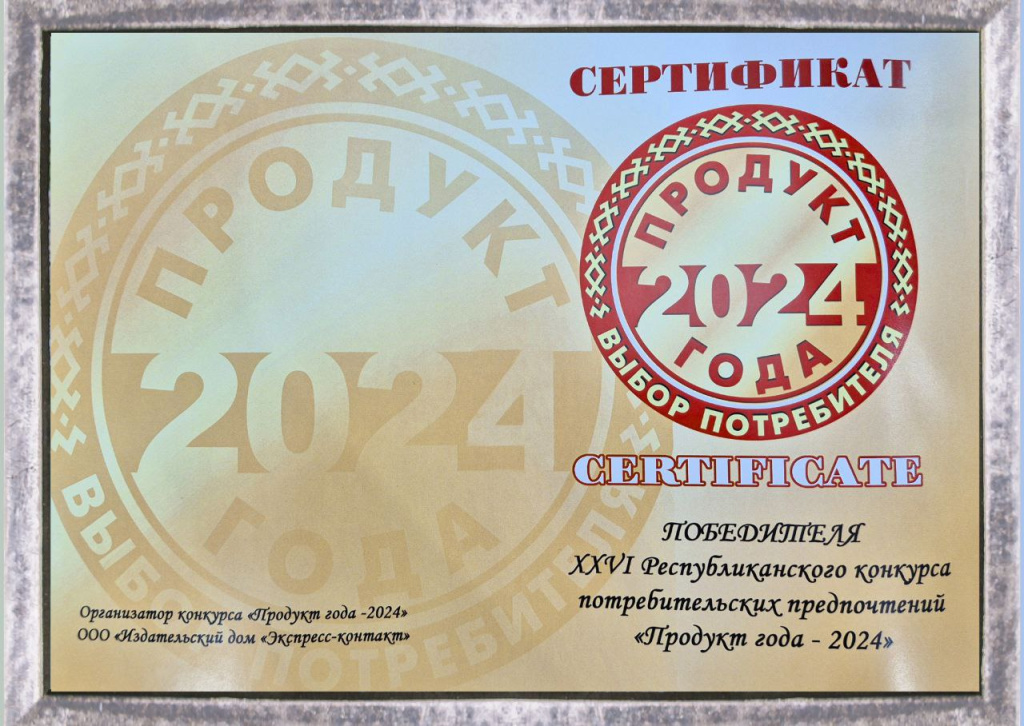 СЕРТИФИКАТ
ПРОДУКТ
2024
ГОДА
ВЫБОР ПОТРЕБИТЕЛЯ
ПРОДУКТ
2024
ГОДА
ВЫБОР ПОТРЕБИТЕЛЯ
CERTIFICATE
ПОБЕДИТЕЛЯ
XXVI Республиканского конкурса
потребительских предпочтений
«Продукт года - 2024»
Организатор конкурса «Продукт года -2024»
ООО «Издательский дом «Экспресс-контакт»